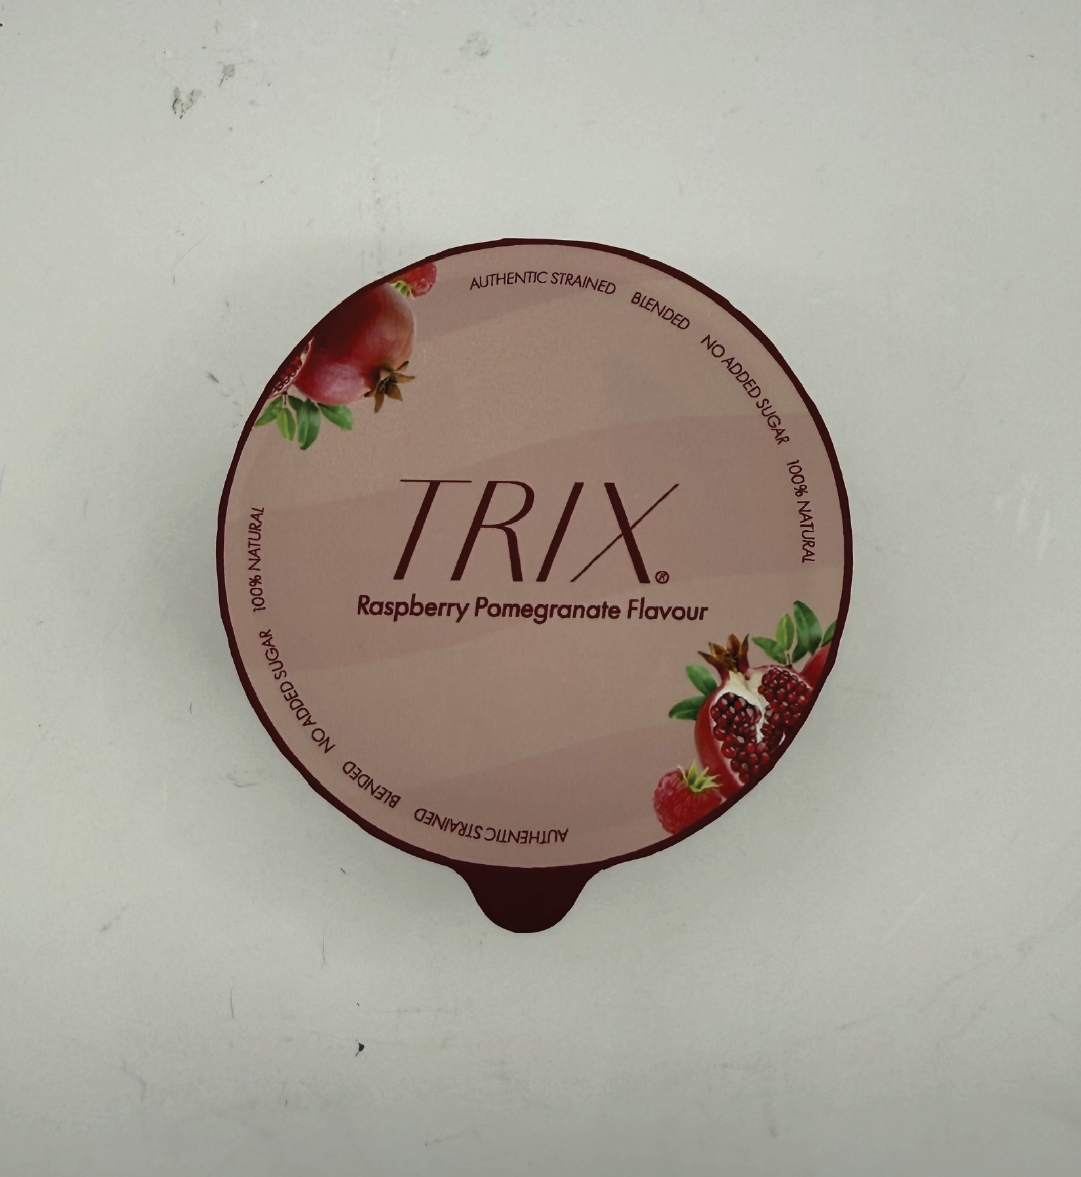 AUTHENTIC STRAINED BLENDED NO ADDED SUGAR 100% NATURAL
TRIX®
Raspberry Pomegranate Flavour
AUTHENTIC STRAINED BLENDED NO ADDED SUGAR 100% NATURAL